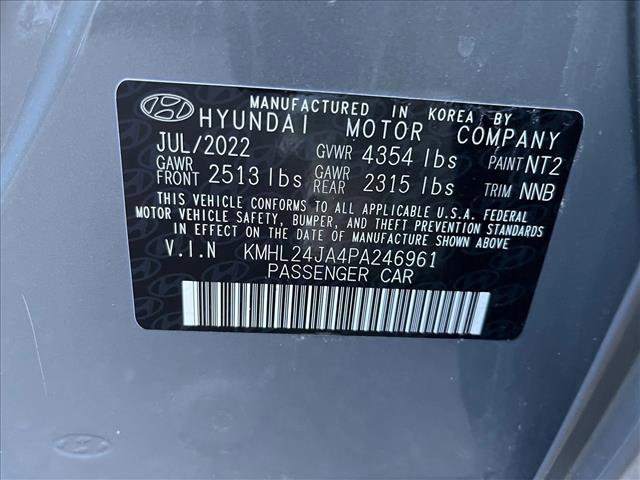 MANUFACTURED IN KOREA BY
HYUNDAI MOTOR COMPANY
JUL/2022 GVWR 4354 lbs PAINT NT2
GAWR FRONT 2513 lbs GAWR REAR 2315 lbs TRIM NNB
THIS VEHICLE CONFORMS TO ALL APPLICABLE U.S.A. FEDERAL
MOTOR VEHICLE SAFETY, BUMPER, AND THEFT PREVENTION STANDARDS
IN EFFECT ON THE DATE OF MANUFACTURE SHOWN ABOVE.
V.I.N KMHL24JA4PA246961
PASSENGER CAR